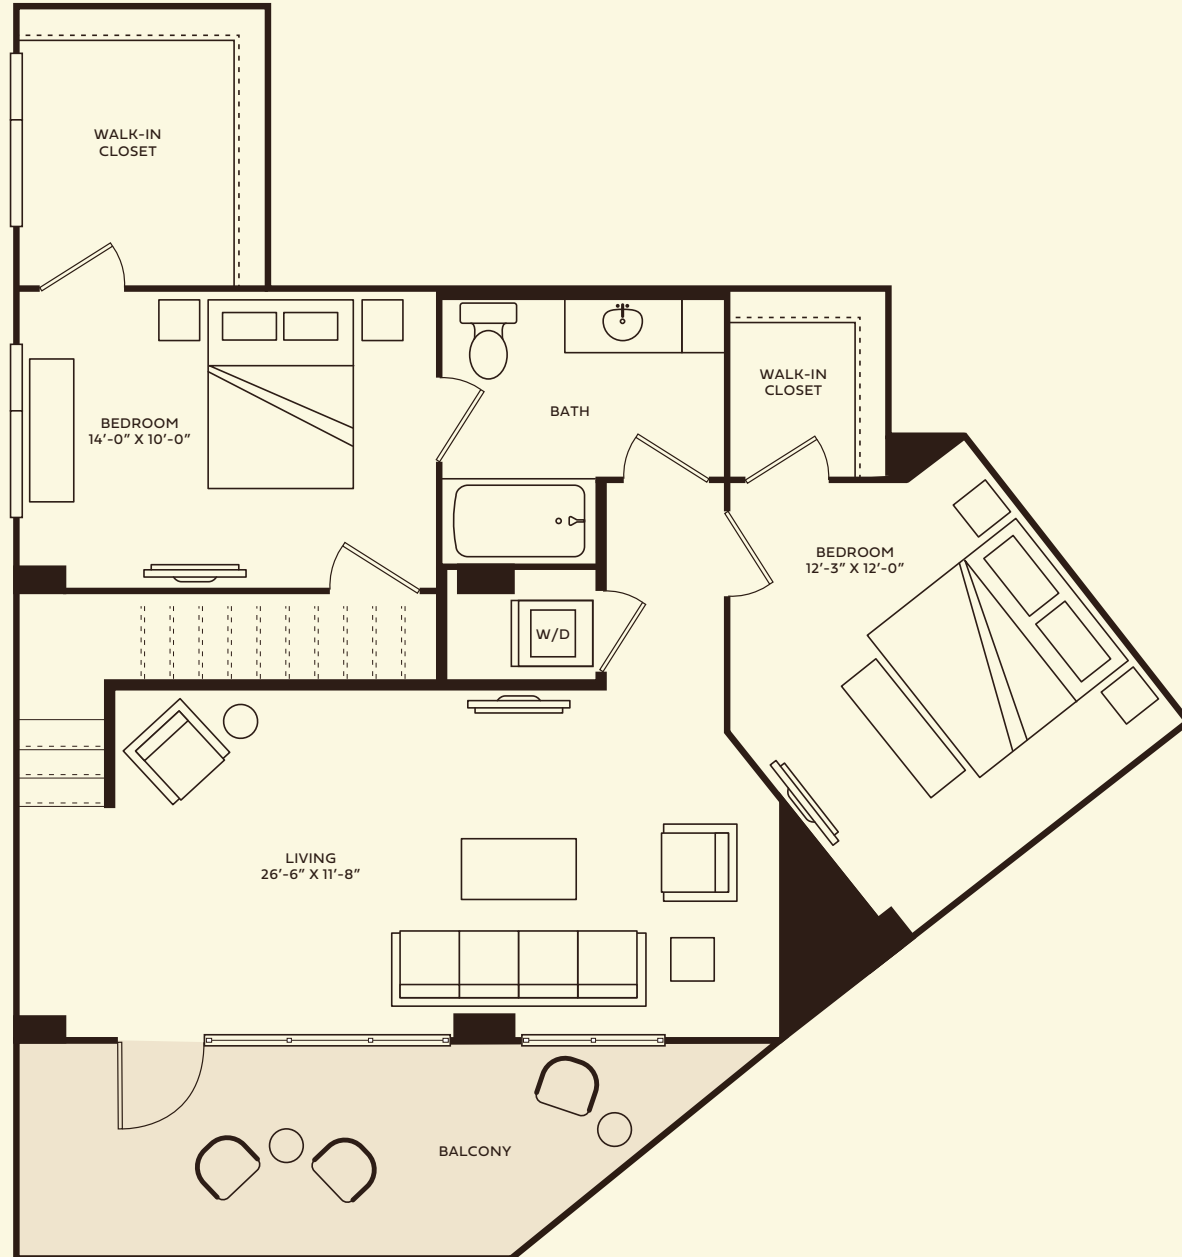 WALK-IN
CLOSET
WALK-IN
CLOSET
BATH
BEDROOM
14’-0” X 10’-0”
BEDROOM
12’-3” X 12’-0”
W/D
LIVING
26’-6” X 11’-8”
BALCONY